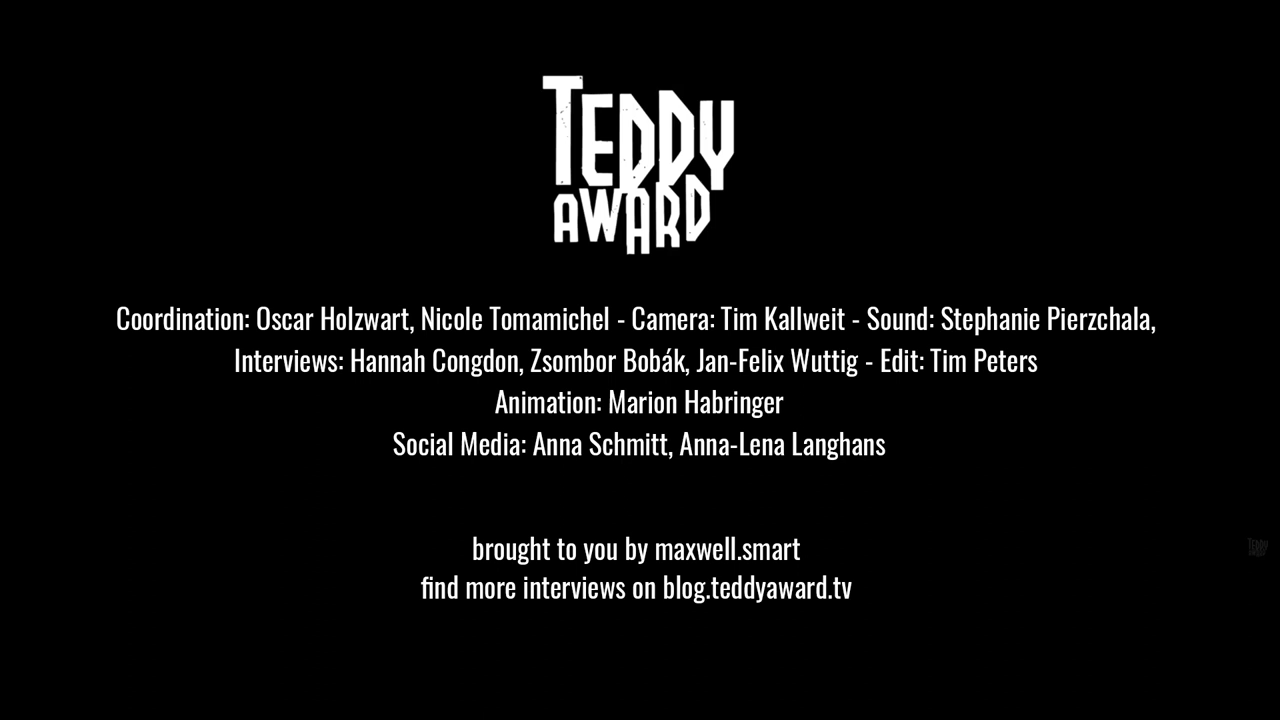 TEDDY
AWARD
Coordination: Oscar Holzwart, Nicole Tomamichel - Camera: Tim Kallweit - Sound: Stephanie Pierzchala,
Interviews: Hannah Congdon, Zsombor Bobák, Jan-Felix Wuttig - Edit: Tim Peters
Animation: Marion Habringer
Social Media: Anna Schmitt, Anna-Lena Langhans
brought to you by maxwell.smart
find more interviews on blog.teddyaward.tv
TEDDY
AWARD